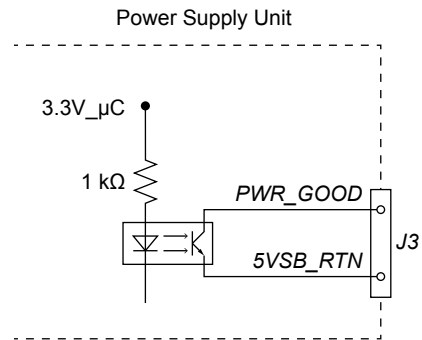 Power Supply Unit
3.3V_µC
1 kΩ
PWR_GOOD
J3
5VSB_RTN